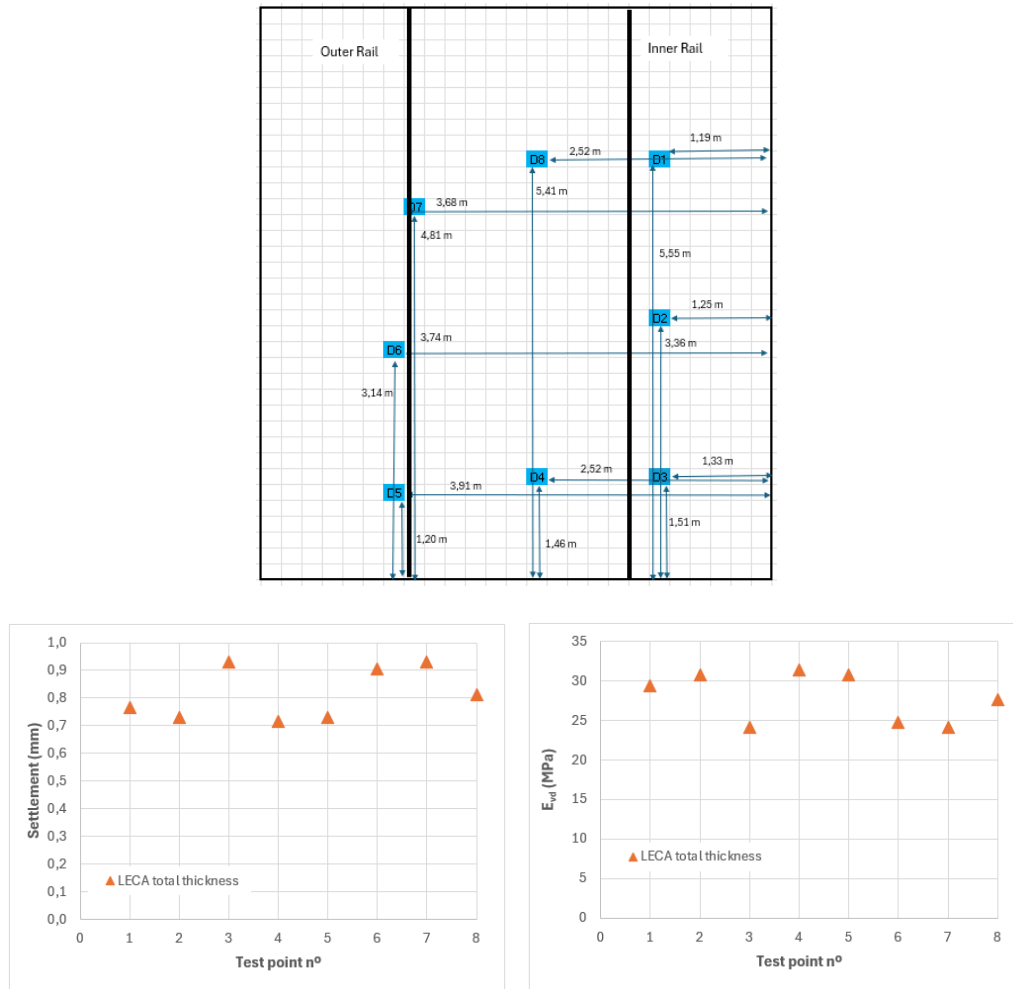 Outer Rail
Inner Rail
1,19 m
D8
2,52 m
D1
5,41 m
D7
3,68 m
4,81 m
5,55 m
1,25 m
D2
3,74 m
3,36 m
D6
3,14 m
1,33 m
D4
2,52 m
D3
D5
3,91 m
1,51 m
1,20 m
1,46 m
1,0
0,9
0,8
0,7
0,6
0,5
0,4
0,3
0,2
0,1
0,0
Settlement (mm)
LECA total thickness
0 1 2 3 4 5 6 7 8
Test point nº
35
30
25
20
15
10
5
0
Evd (MPa)
LECA total thickness
0 1 2 3 4 5 6 7 8
Test point nº